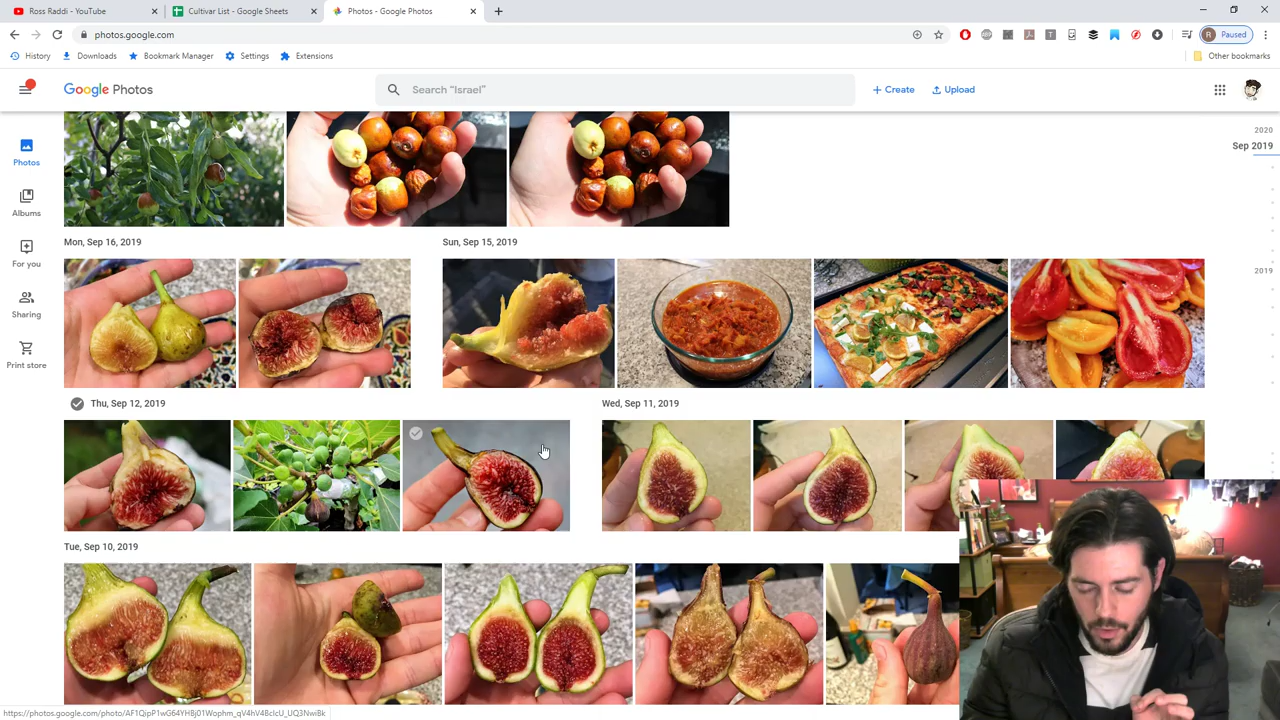 Ross Raddi - YouTube
Cultivar List - Google Sheets
Photos - Google Photos
photos.google.com
Paused
History
Downloads
Bookmark Manager
Settings
Extensions
Other bookmarks
Google Photos
Search "Israel"
Create
Upload
Photos
Albums
For you
Sharing
Print store
2020
Sep 2019
2019
Mon, Sep 16, 2019
Sun, Sep 15, 2019
Thu, Sep 12, 2019
Wed, Sep 11, 2019
Tue, Sep 10, 2019